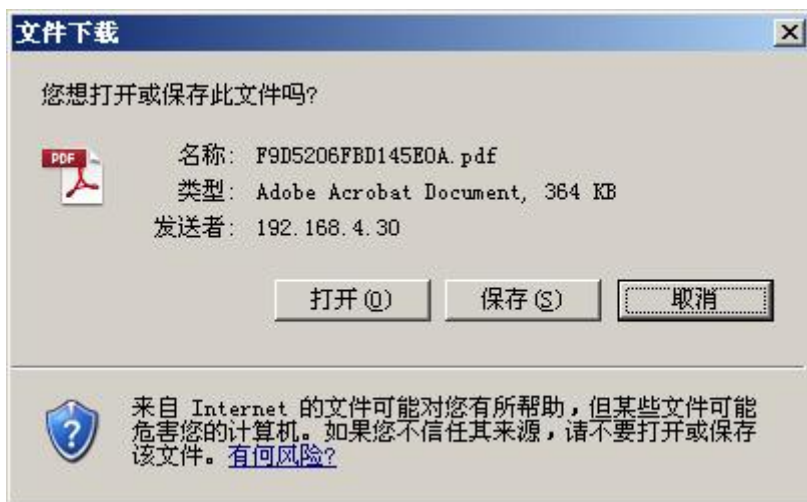 文件下载
您想打开或保存此文件吗?
PDF
名称: F9D5206FBD145E0A.pdf
类型: Adobe Acrobat Document, 364 KB
发送者: 192.168.4.30
打开(O) 保存(S) 取消
来自 Internet 的文件可能对您有所帮助，但某些文件可能
危害您的计算机。如果您不信任其来源，请不要打开或保存
该文件。有何风险?